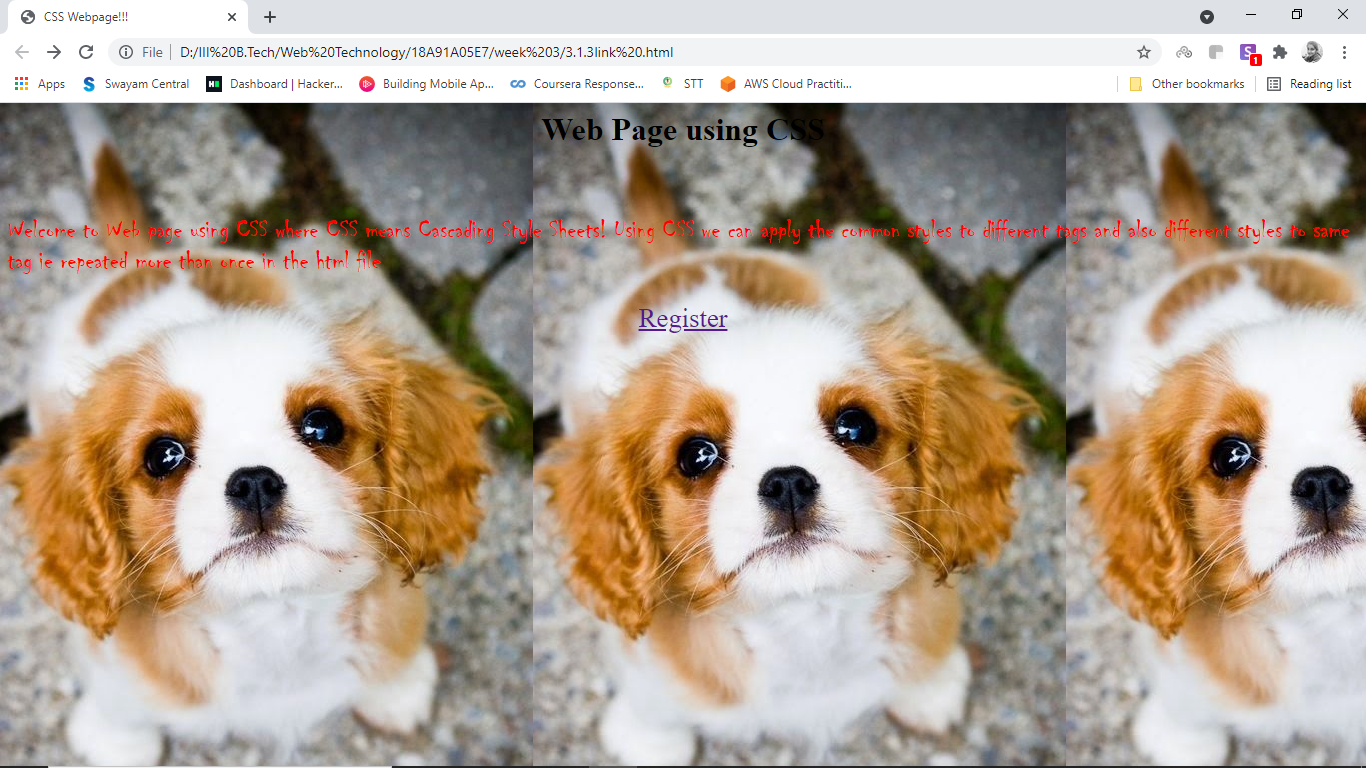 CSS Webpage!!!
File | D:/III%20B.Tech/Web%20Technology/18A91A05E7/week%203/3.1.3link%20.html
Apps Swayam Central Dashboard | Hacker... Building Mobile Ap... Coursera Response... STT AWS Cloud Practiti... Other bookmarks Reading list
Web Page using CSS
Welcome to Web page using CSS where CSS means Cascading Style Sheets! Using CSS we can apply the common styles to different tags and also different styles to same
tag ie repeated more than once in the html file
Register